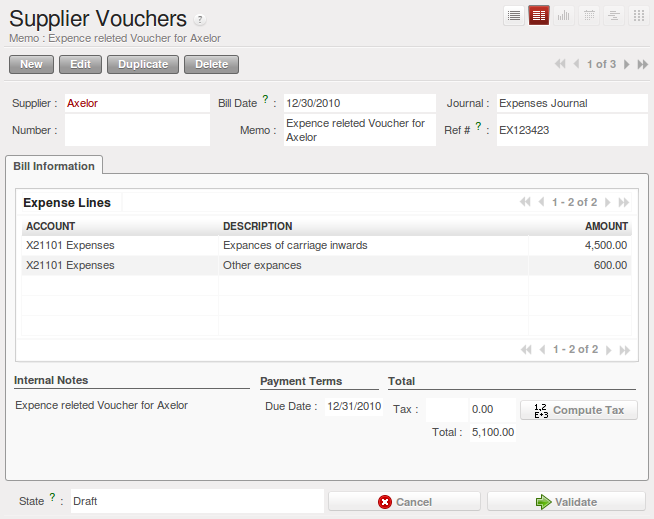 Supplier Vouchers ?
Memo : Expence releted Voucher for Axelor
New Edit Duplicate Delete 1 of 3
Supplier : Axelor Bill Date ? : 12/30/2010 Journal : Expenses Journal
Number : Memo : Expence releted Voucher for Axelor Ref # ? : EX123423
Bill Information
Expense Lines 1 - 2 of 2
ACCOUNT DESCRIPTION AMOUNT
X21101 Expenses Expances of carriage inwards 4,500.00
X21101 Expenses Other expances 600.00
1 - 2 of 2
Internal Notes Payment Terms Total
Expence releted Voucher for Axelor Due Date : 12/31/2010 Tax : 0.00 1,2 E+3 Compute Tax
Total : 5,100.00
State ? : Draft Cancel Validate